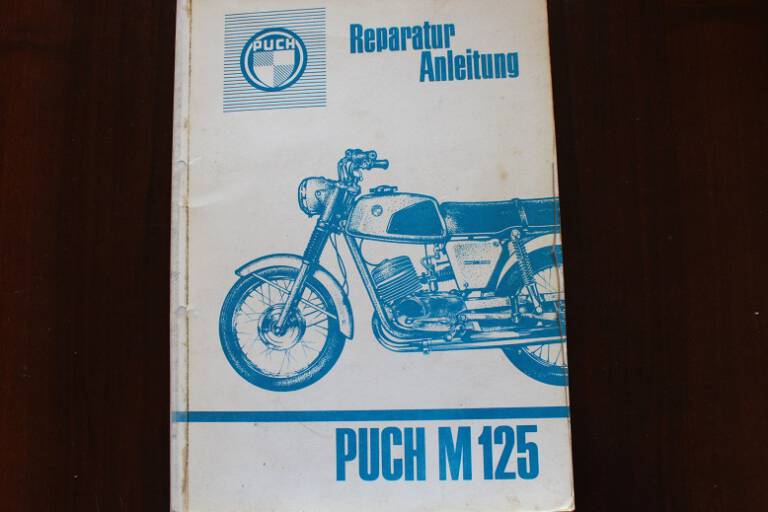 PUCH
Reparatur
Anleitung
PUCH M 125